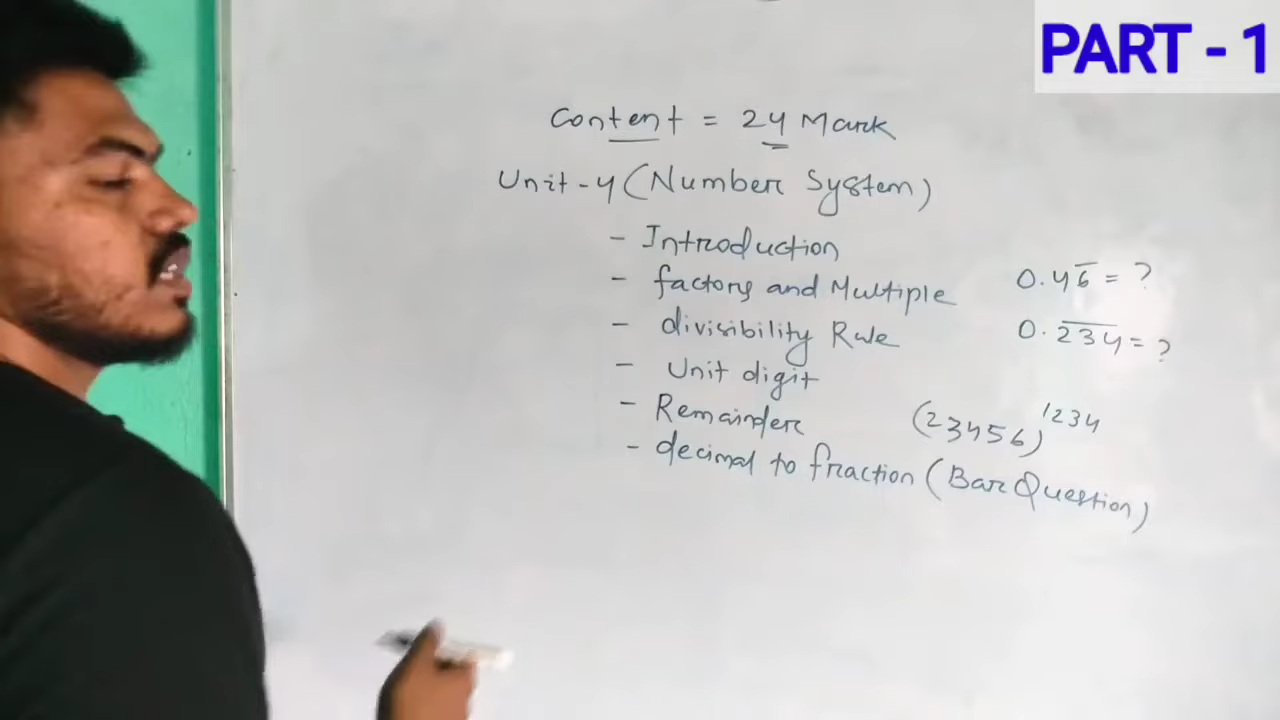 PART - 1
Content = 24 Mark
Unit-4 (Number System)
- Introduction
- factors and Multiple
0.46̅ = ?
- divisibility Rule
0.2̅3̅4̅ = ?
- Unit digit
- Remainder
(23456)¹²³⁴
- decimal to fraction (Bar Question)